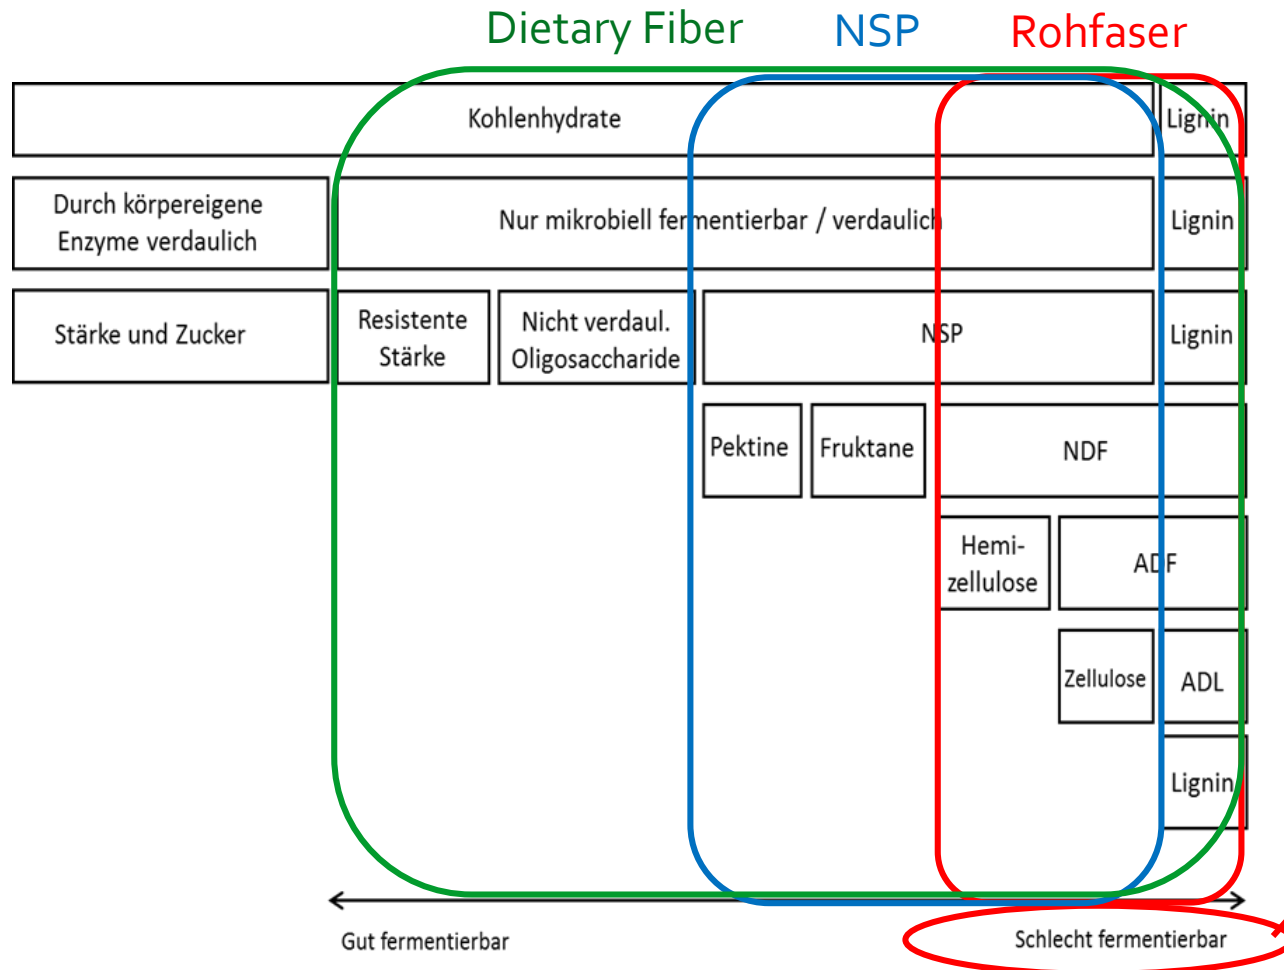 Dietary Fiber NSP Rohfaser
Kohlenhydrate Lignin
Durch körpereigene
Enzyme verdaulich
Nur mikrobiell fermentierbar / verdaulich
Lignin
Stärke und Zucker
Resistente
Stärke
Nicht verdaul.
Oligosaccharide
NSP
Lignin
Pektine
Fruktane
NDF
Hemi-
zellulose
ADF
Zellulose
ADL
Lignin
Gut fermentierbar
Schlecht fermentierbar